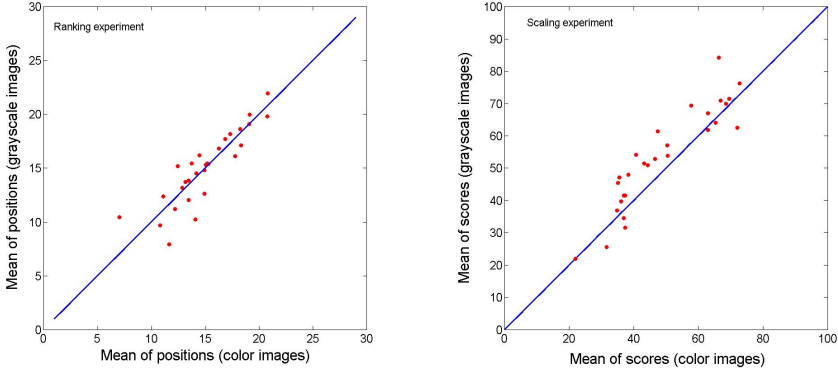 Ranking experiment
30
25
20
15
10
5
0
0 5 10 15 20 25 30
Mean of positions (grayscale images)
Mean of positions (color images)
Scaling experiment
100
90
80
70
60
50
40
30
20
10
0
0 20 40 60 80 100
Mean of scores (grayscale images)
Mean of scores (color images)